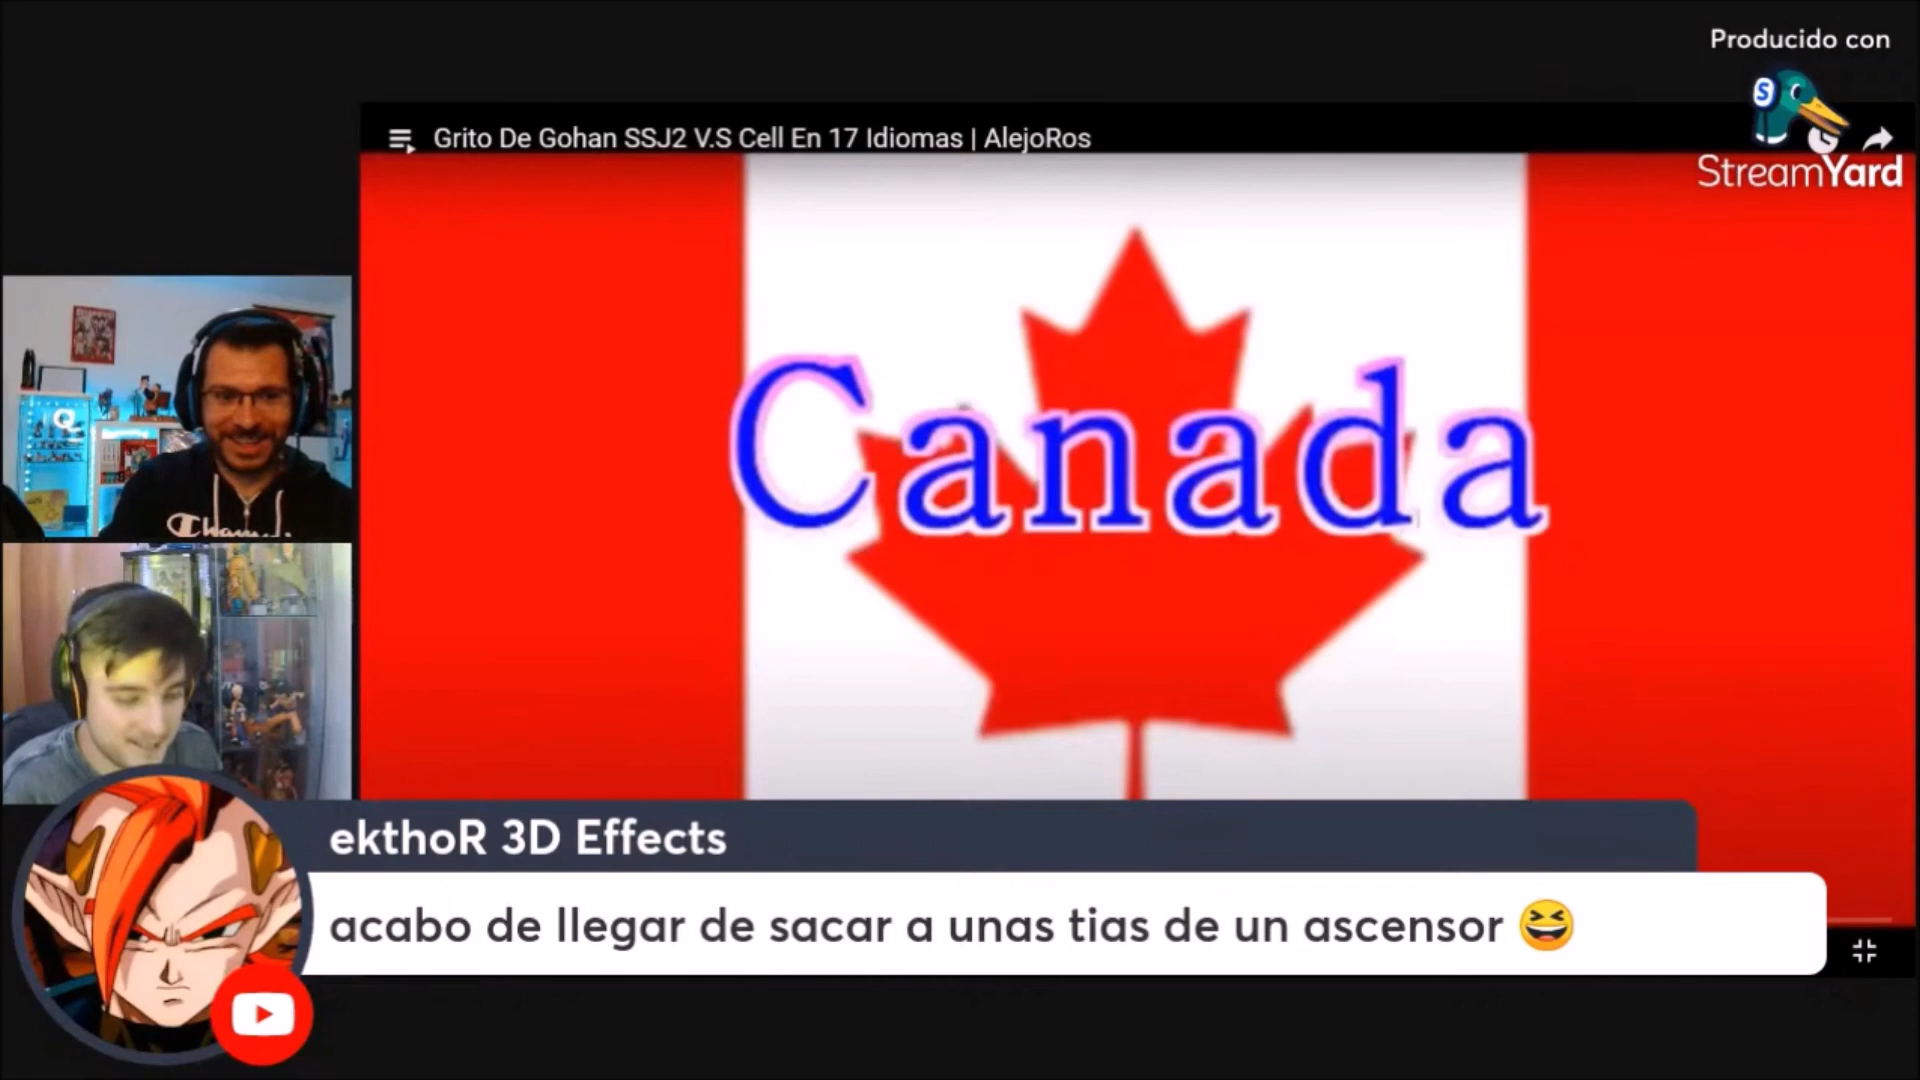 Producido con
StreamYard
Grito De Gohan SSJ2 V.S Cell En 17 Idiomas | AlejoRos
Canada
Champ
ekthoR 3D Effects
acabo de llegar de sacar a unas tias de un ascensor 😆